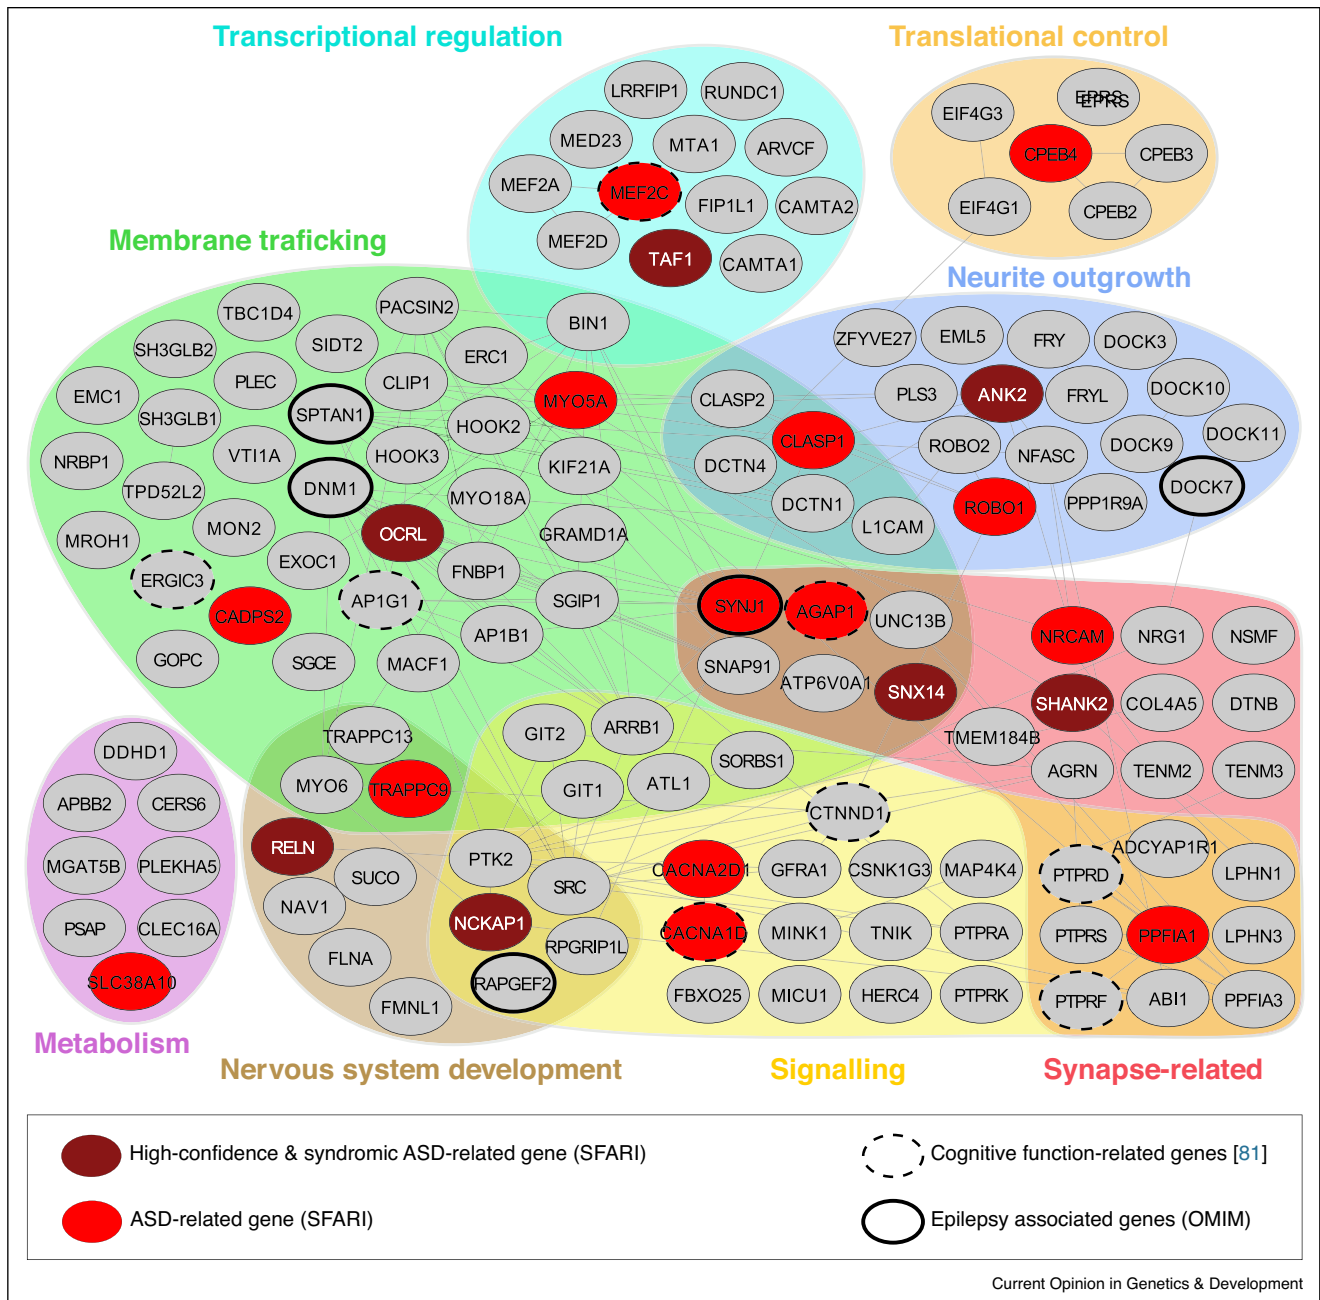 Transcriptional regulation
Translational control
LRRFIP1
RUNDC1
EPRS
EPRS
EIF4G3
MED23
MTA1
ARVCF
CPEB4
CPEB3
MEF2A
MEF2C
FIP1L1
CAMTA2
EIF4G1
CPEB2
MEF2D
TAF1
CAMTA1
Membrane traficking
Neurite outgrowth
TBC1D4
PACSIN2
BIN1
SH3GLB2
SIDT2
ERC1
ZFYVE27
EML5
FRY
DOCK3
EMC1
PLEC
CLIP1
MYO5A
CLASP2
PLS3
ANK2
FRYL
DOCK10
SH3GLB1
SPTAN1
HOOK2
CLASP1
ROBO2
NFASC
DOCK9
DOCK11
NRBP1
VTI1A
HOOK3
KIF21A
DCTN4
TPD52L2
DNM1
MYO18A
DCTN1
ROBO1
PPP1R9A
DOCK7
MROH1
MON2
OCRL
GRAMD1A
L1CAM
ERGIC3
EXOC1
FNBP1
CADPS2
AP1G1
SGIP1
SYNJ1
AGAP1
UNC13B
NRCAM
NRG1
NSMF
GOPC
SGCE
MACF1
AP1B1
SNAP91
ATP6V0A1
SNX14
SHANK2
COL4A5
DTNB
TRAPPC13
GIT2
ARRB1
TMEM184B
DDHD1
MYO6
TRAPPC9
GIT1
ATL1
SORBS1
AGRN
TENM2
TENM3
APBB2
CERS6
CTNND1
RELN
PTK2
ADCYAP1R1
MGAT5B
PLEKHA5
SUCO
SRC
CACNA2D1
GFRA1
CSNK1G3
MAP4K4
PTPRD
LPHN1
NAV1
NCKAP1
PSAP
CLEC16A
FLNA
RPGRIP1L
CACNA1D
MINK1
TNIK
PTPRA
PTPRS
PPFIA1
LPHN3
SLC38A10
FMNL1
RAPGEF2
FBXO25
MICU1
HERC4
PTPRK
PTPRF
ABI1
PPFIA3
Metabolism
Nervous system development
Signalling
Synapse-related
High-confidence & syndromic ASD-related gene (SFARI)
Cognitive function-related genes [81]
ASD-related gene (SFARI)
Epilepsy associated genes (OMIM)
Current Opinion in Genetics & Development